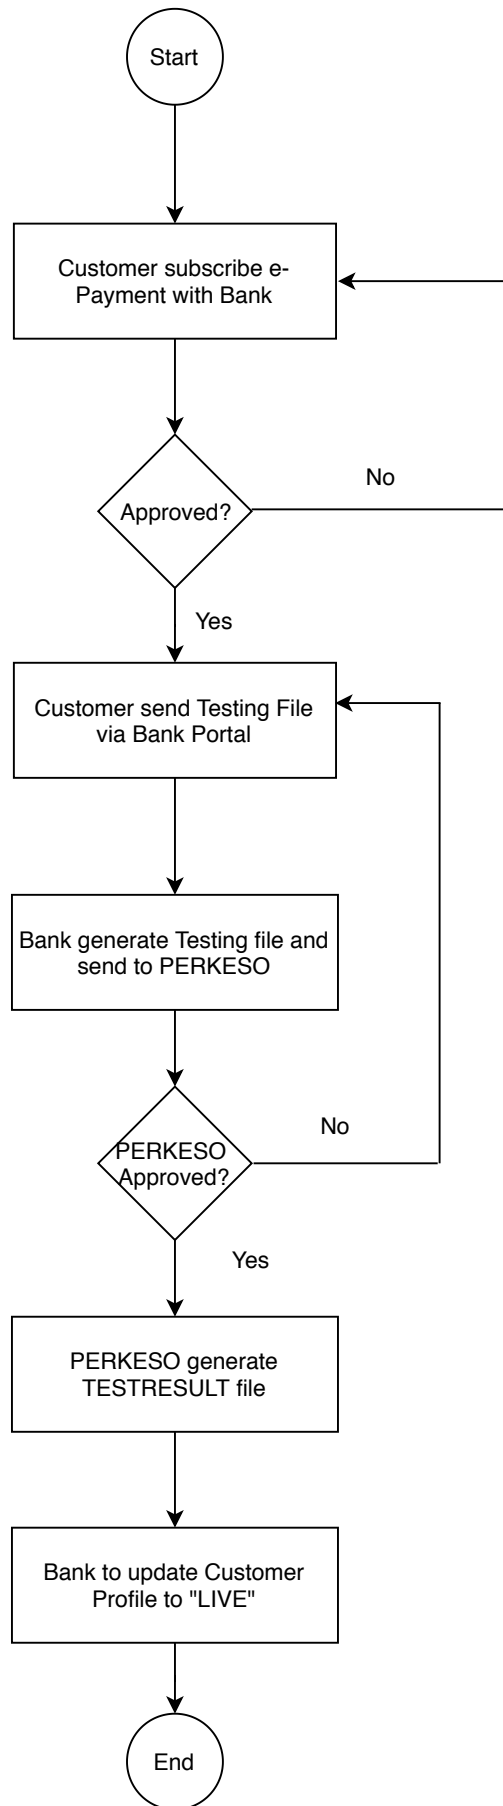 Start
Customer subscribe e-
Payment with Bank
Approved?
No
Yes
Customer send Testing File
via Bank Portal
Bank generate Testing file and
send to PERKESO
PERKESO
Approved?
No
Yes
PERKESO generate
TESTRESULT file
Bank to update Customer
Profile to "LIVE"
End